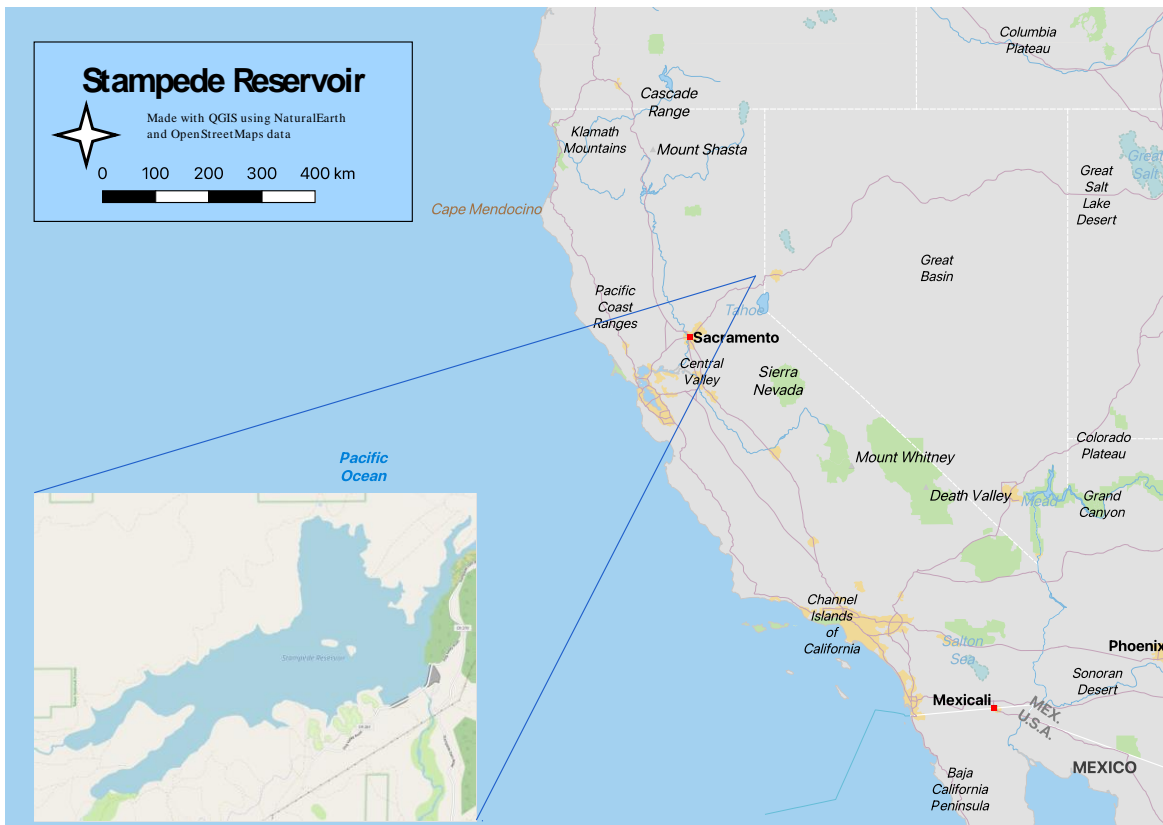 Stampede Reservoir
Made with QGIS using NaturalEarth
and OpenStreetMaps data
0 100 200 300 400 km
Columbia
Plateau
Cascade
Range
Klamath
Mountains
Mount Shasta
Great
Salt
Great
Salt
Lake
Desert
Cape Mendocino
Great
Basin
Pacific
Coast
Ranges
Tahoe
Sacramento
Central
Valley
Sierra
Nevada
Pacific
Ocean
Colorado
Plateau
Mount Whitney
Death Valley
Mead
Grand
Canyon
Channel
Islands
of
California
Salton
Sea
Phoenix
Sonoran
Desert
Mexicali
MEX.
U.S.A.
MEXICO
Baja
California
Peninsula
Stampede Reservoir